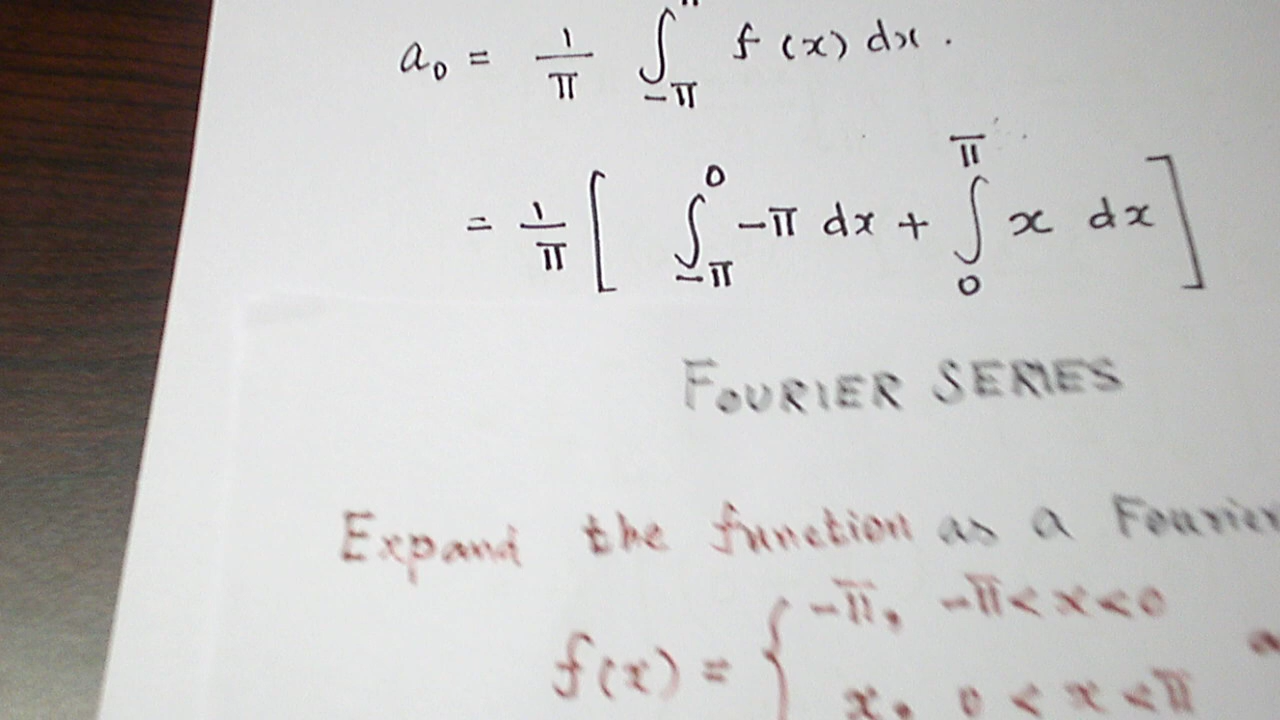 a₀ = 1/π ∫_{-π}^{π} f (x) dx .
= 1/π [ ∫_{-π}^{0} -π dx + ∫_{0}^{π} x dx ]
FOURIER SERIES
Expand the function as a Fourier
f(x) = { -π, -π < x < 0
x, 0 < x < π